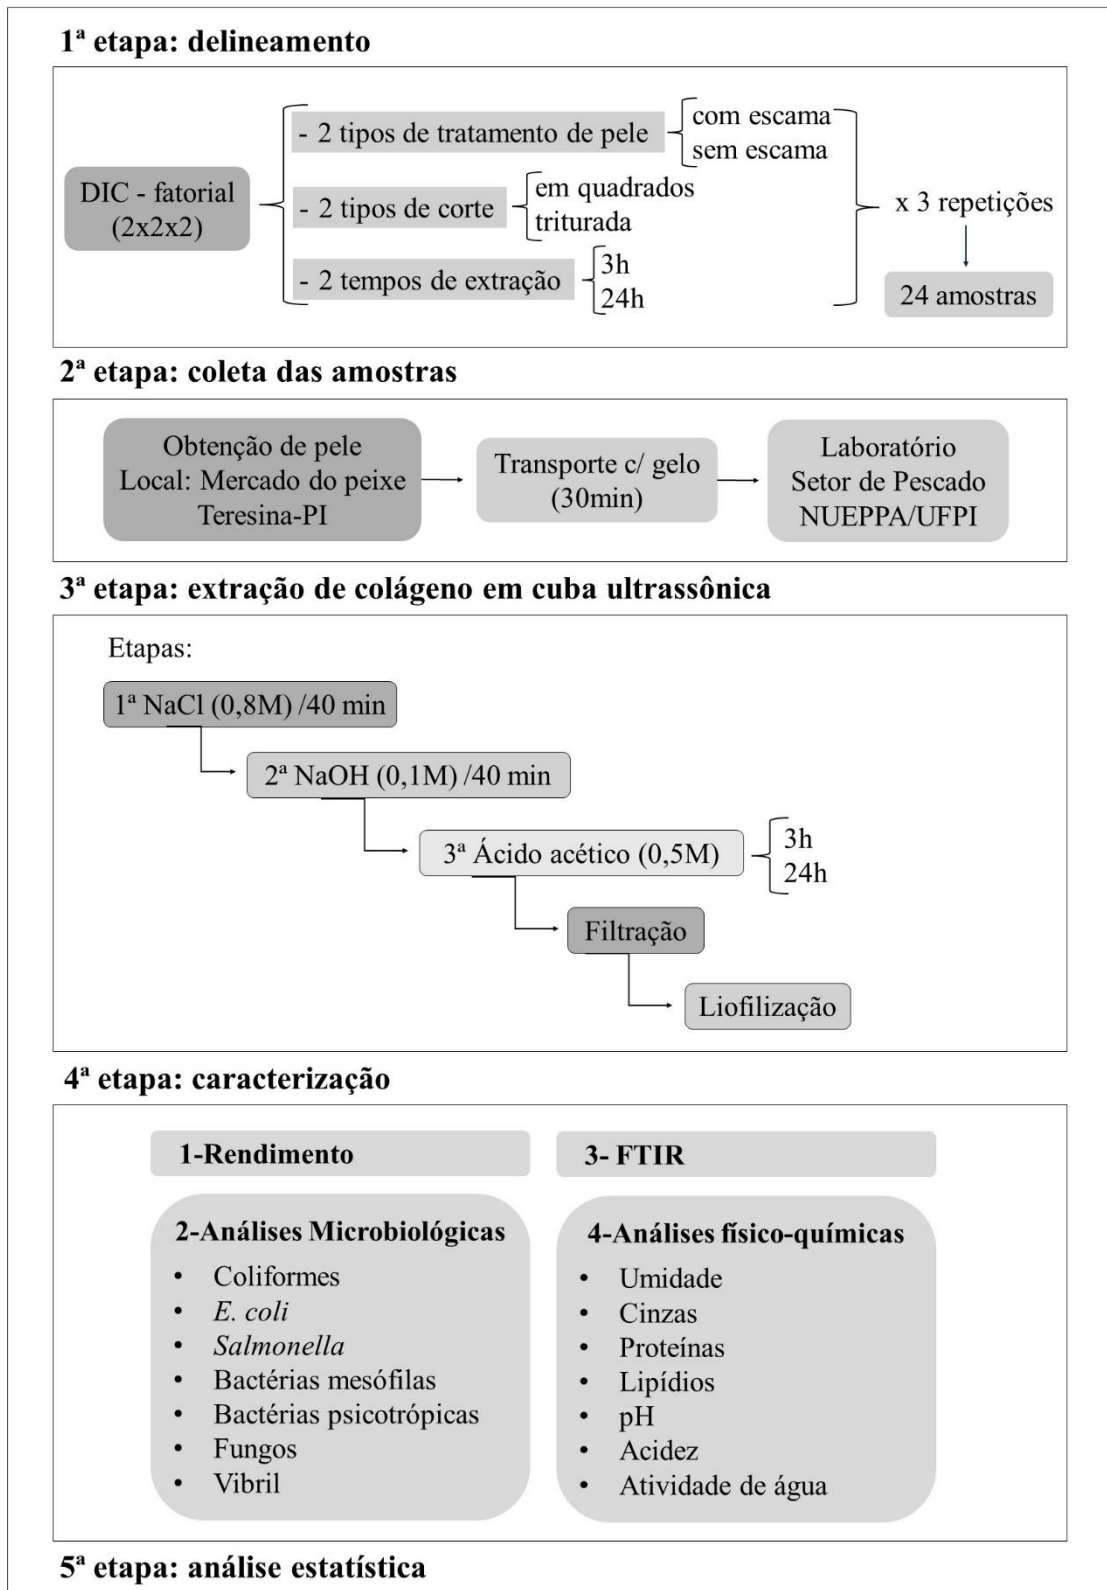 1ª etapa: delineamento
DIC - fatorial
(2x2x2)
- 2 tipos de tratamento de pele
com escama
sem escama
- 2 tipos de corte
em quadrados
triturada
- 2 tempos de extração
3h
24h
x 3 repetições
24 amostras
2ª etapa: coleta das amostras
Obtenção de pele
Local: Mercado do peixe
Teresina-PI
Transporte c/ gelo
(30min)
Laboratório
Setor de Pescado
NUEPPA/UFPI
3ª etapa: extração de colágeno em cuba ultrassônica
Etapas:
1ª NaCl (0,8M) /40 min
2ª NaOH (0,1M) /40 min
3ª Ácido acético (0,5M)
3h
24h
Filtração
Liofilização
4ª etapa: caracterização
1-Rendimento
2-Análises Microbiológicas
• Coliformes
• E. coli
• Salmonella
• Bactérias mesófilas
• Bactérias psicotrópicas
• Fungos
• Vibril
3- FTIR
4-Análises físico-químicas
• Umidade
• Cinzas
• Proteínas
• Lipídios
• pH
• Acidez
• Atividade de água
5ª etapa: análise estatística